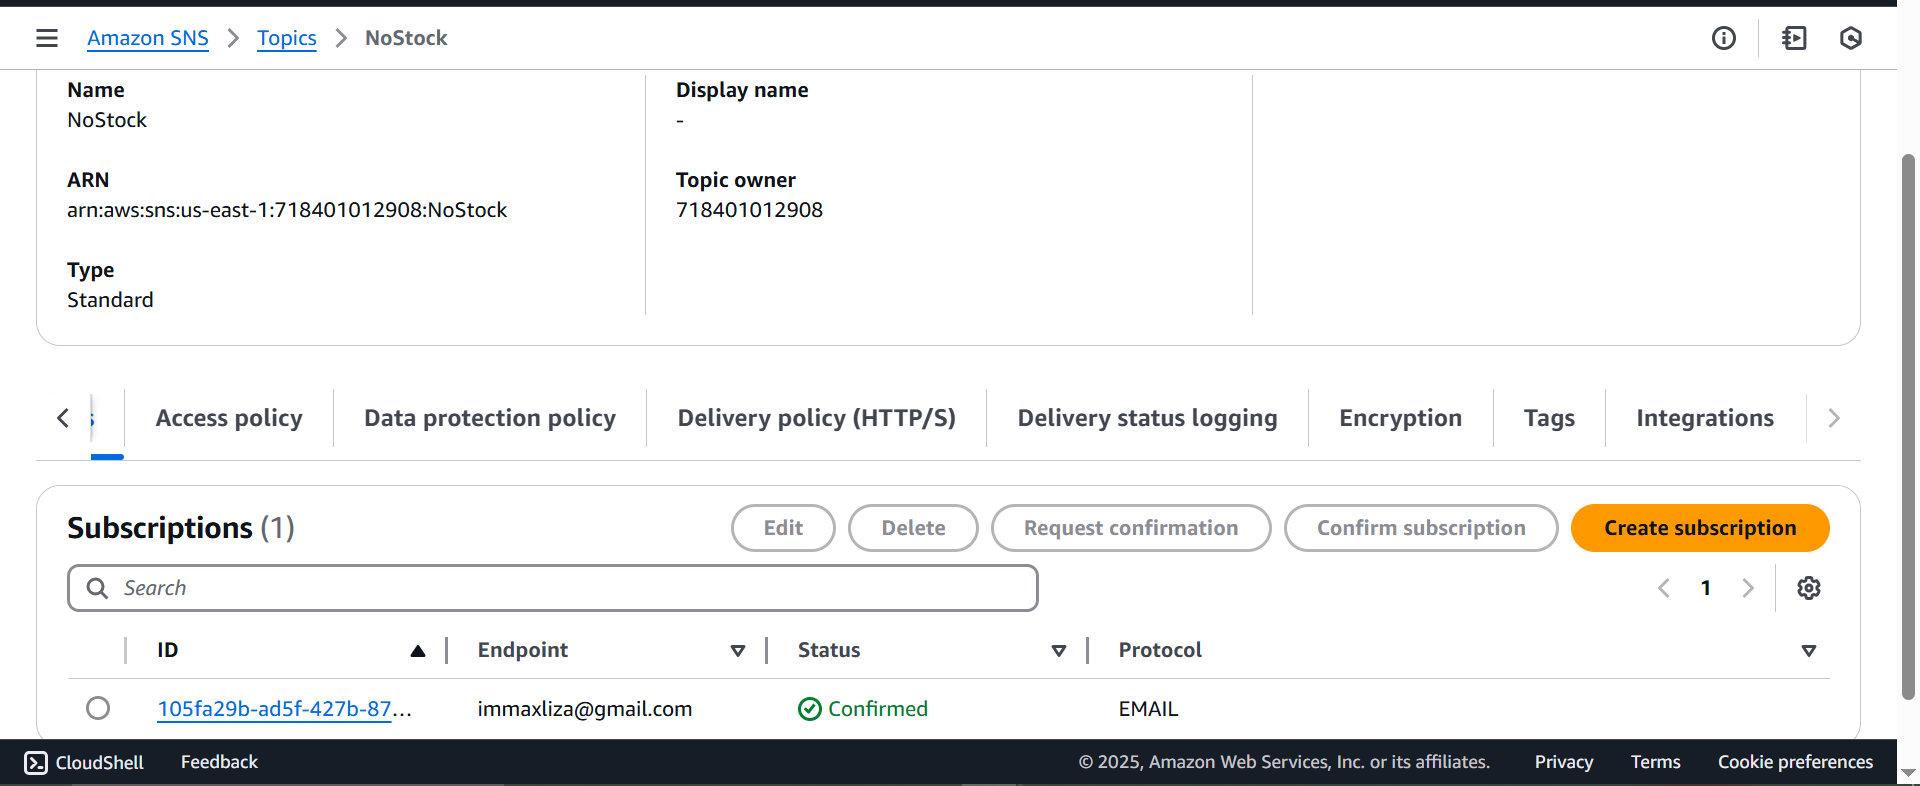 Amazon SNS > Topics > NoStock
Name
NoStock
Display name
-
ARN
arn:aws:sns:us-east-1:718401012908:NoStock
Topic owner
718401012908
Type
Standard
Access policy
Data protection policy
Delivery policy (HTTP/S)
Delivery status logging
Encryption
Tags
Integrations
Subscriptions (1)
Edit
Delete
Request confirmation
Confirm subscription
Create subscription
Search
1
ID Endpoint Status Protocol
105fa29b-ad5f-427b-87... immaxliza@gmail.com Confirmed EMAIL
CloudShell Feedback © 2025, Amazon Web Services, Inc. or its affiliates. Privacy Terms Cookie preferences